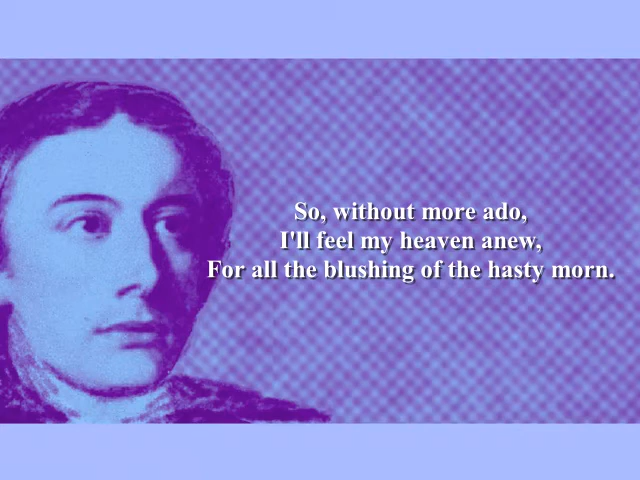 So, without more ado,
I'll feel my heaven anew,
For all the blushing of the hasty morn.